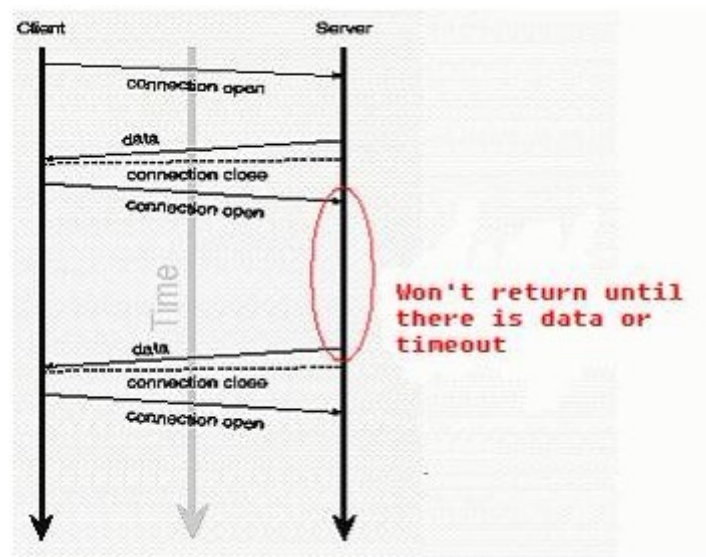 Client
Server
connection open
data
connection close
connection open
Time
Won't return until
there is data or
timeout
data
connection close
connection open